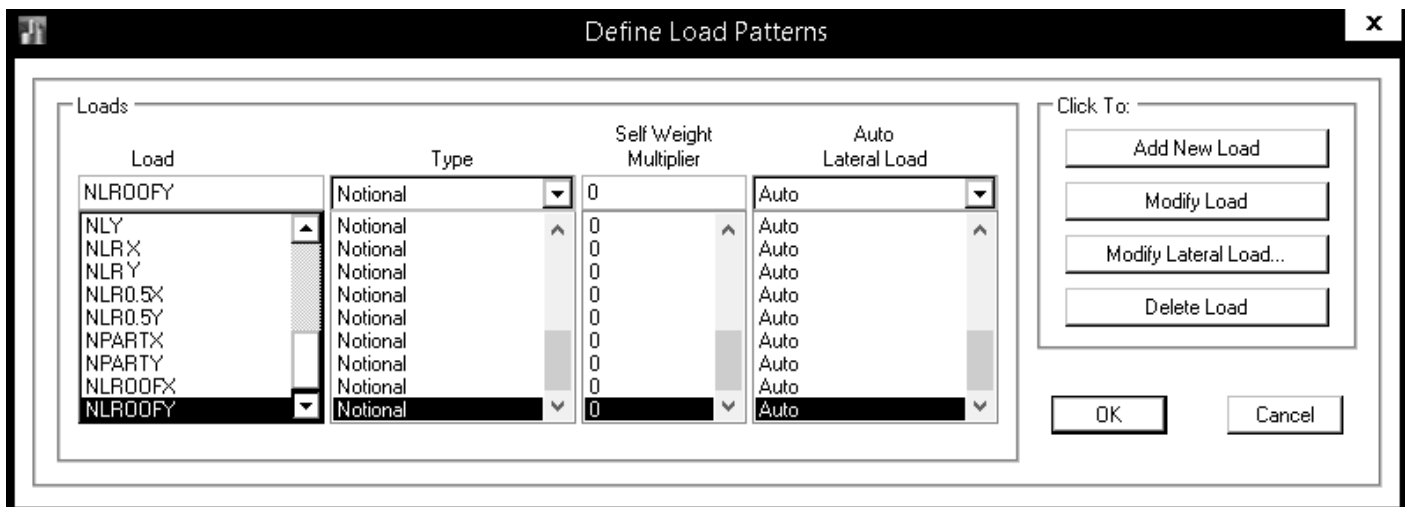 Define Load Patterns
x
Loads
Click To:
Load
Type
Self Weight
Multiplier
Auto
Lateral Load
NLROOFY
Notional
0
Auto
NLY
Notional
0
Auto
NLRX
Notional
0
Auto
NLRY
Notional
0
Auto
NLR0.5X
Notional
0
Auto
NLR0.5Y
Notional
0
Auto
NPARTX
Notional
0
Auto
NPARTY
Notional
0
Auto
NLROOFX
Notional
0
Auto
NLROOFY
Notional
0
Auto
Add New Load
Modify Load
Modify Lateral Load...
Delete Load
OK
Cancel